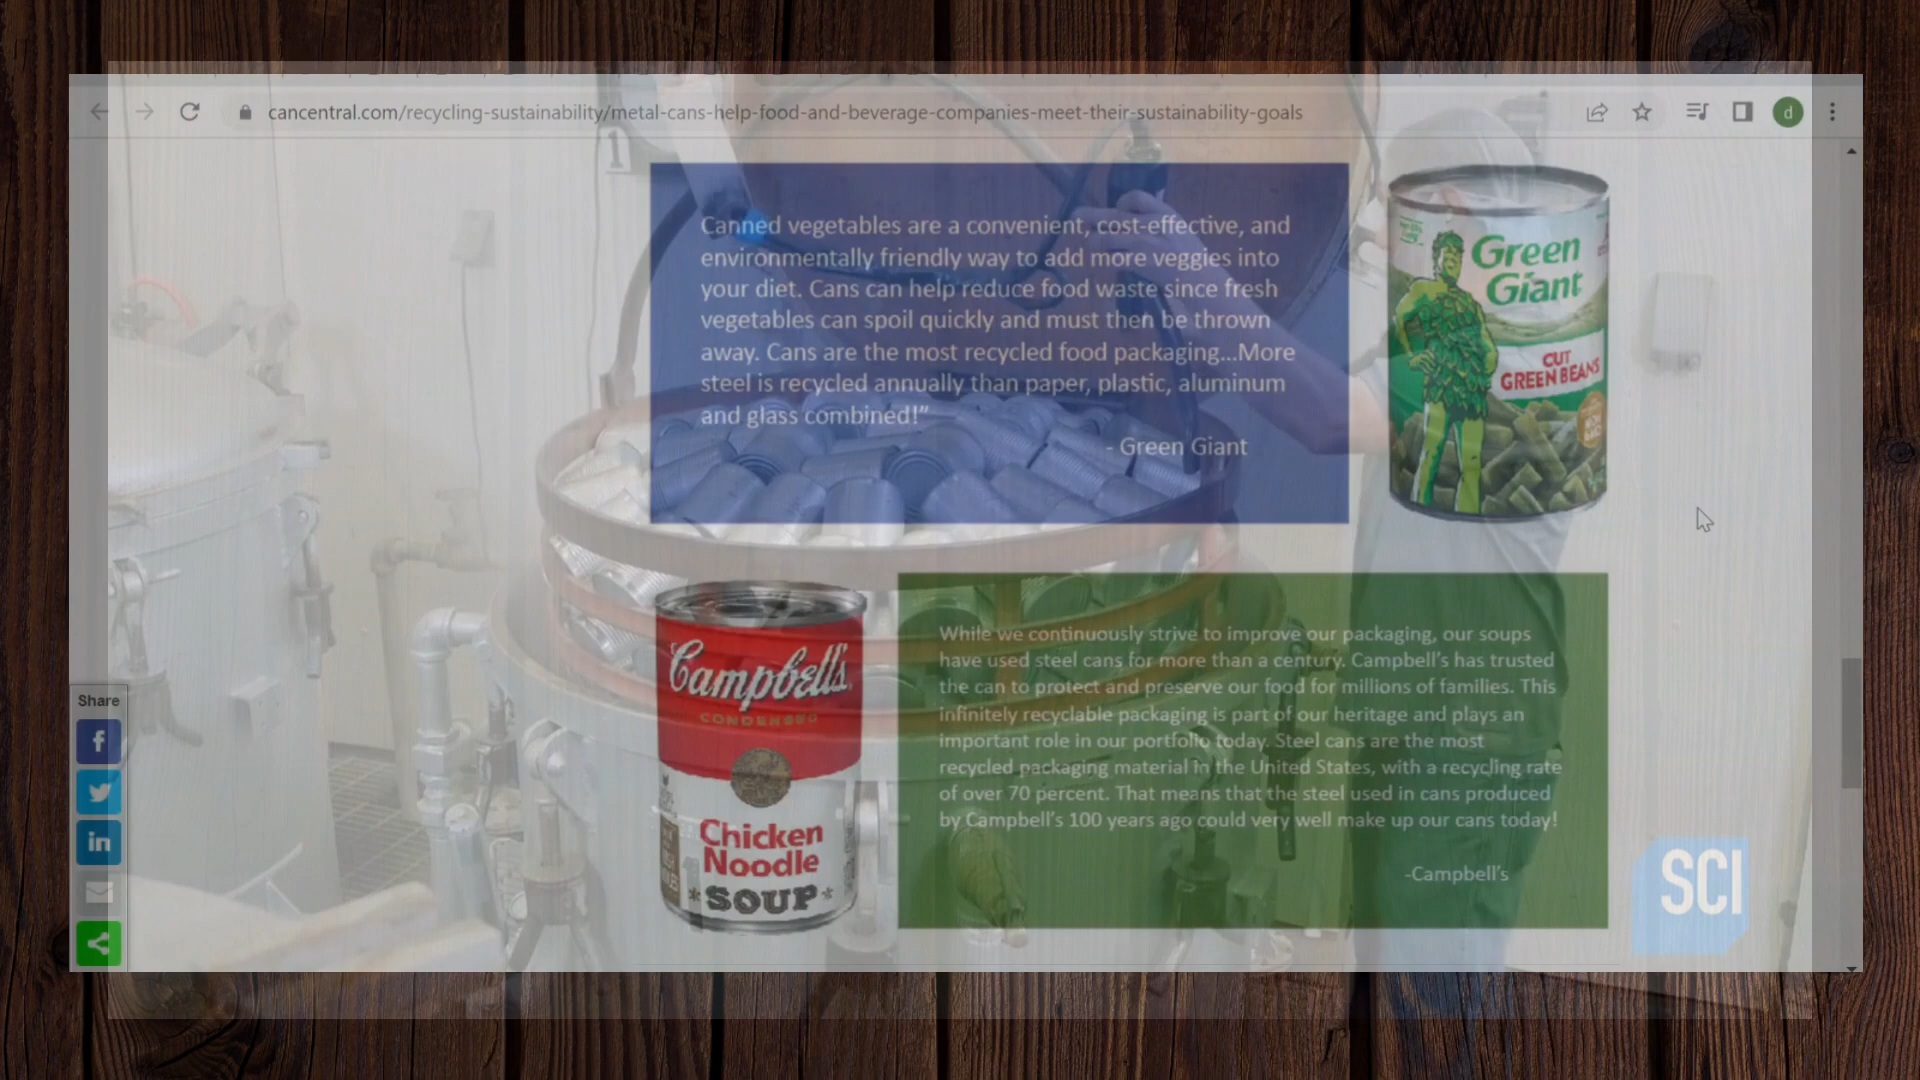 cancentral.com/recycling-sustainability/metal-cans-help-food-and-beverage-companies-meet-their-sustainability-goals
d
1
Canned vegetables are a convenient, cost-effective, and
environmentally friendly way to add more veggies into
your diet. Cans can help reduce food waste since fresh
vegetables can spoil quickly and must then be thrown
away. Cans are the most recycled food packaging...More
steel is recycled annually than paper, plastic, aluminum
and glass combined!”
- Green Giant
Green
Giant
CUT
GREEN BEANS
Campbell's
CONDENSED
Chicken
Noodle
SOUP
While we continuously strive to improve our packaging, our soups
have used steel cans for more than a century. Campbell’s has trusted
the can to protect and preserve our food for millions of families. This
infinitely recyclable packaging is part of our heritage and plays an
important role in our portfolio today. Steel cans are the most
recycled packaging material in the United States, with a recycling rate
of over 70 percent. That means that the steel used in cans produced
by Campbell’s 100 years ago could very well make up our cans today!
-Campbell’s
Share
f
in
SCI